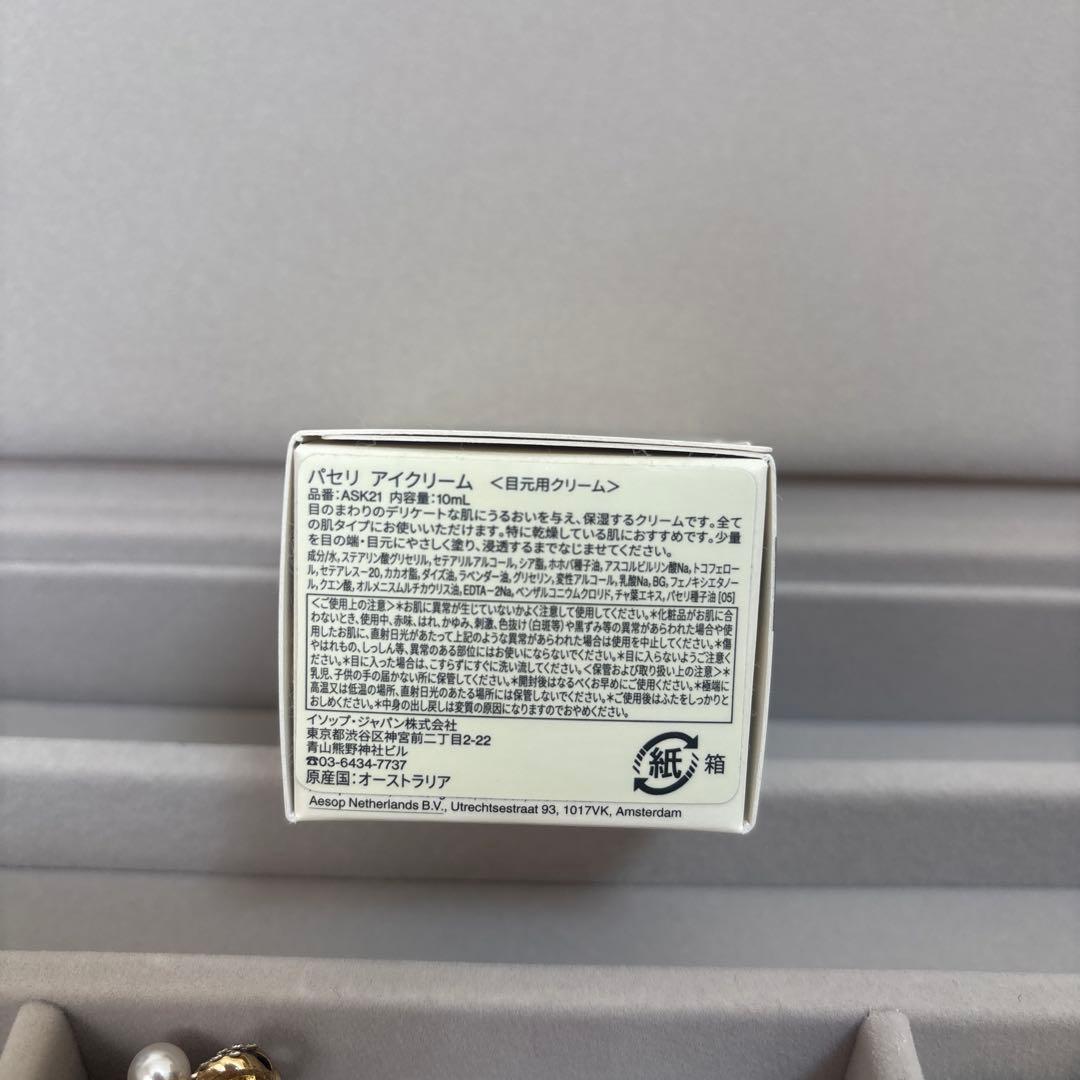 パセリ アイクリーム <目元用クリーム>
品番:ASK21 内容量:10mL
目のまわりのデリケートな肌にうるおいを与え、保湿するクリームです。全て
の肌タイプにお使いいただけます。特に乾燥している肌におすすめです。少量
を目の端・目元にやさしく塗り、浸透するまでなじませてください。
成分/水,ステアリン酸グリセリル,セテアリルアルコール,シア脂,ホホバ種子油,アスコルビルリン酸Na,トコフェロー
ル,セテアレス-20,カカオ脂,ダイズ油,ラベンダー油,グリセリン,変性アルコール,乳酸Na,BG,フェノキシエタノー
ル,クエン酸,オルメニスムルチカウリス油,EDTA-2Na,ベンザルコニウムクロリド,チャ葉エキス,パセリ種子油 [05]
<ご使用上の注意>*お肌に異常が生じていないかよく注意して使用してください。*化粧品がお肌に合
わないとき、使用中、赤味、はれ、かゆみ、刺激、色抜け(白斑等)や黒ずみ等の異常があらわれた場合や使
用したお肌に、直射日光があたって上記のような異常があらわれた場合は使用を中止してください。*傷
やはれもの、しっしん等、異常のある部位にはお使いにならないでください。*目に入らないようご注意く
ださい。*目に入った場合は、こすらずにすぐに洗い流してください。<保管および取り扱い上の注意>*
乳児、子供の手の届かない所に保管してください。*開封後はなるべくお早めにご使用ください。*極端に
高温又は低温の場所、直射日光のあたる場所には保管しないでください。*ご使用後はふたをしっかりと
おしめください。*中身の出し戻しは変質の原因になりますのでおやめください。
イソップ・ジャパン株式会社
東京都渋谷区神宮前二丁目2-22
青山熊野神社ビル
☎03-6434-7737
原産国:オーストラリア
紙 箱
Aesop Netherlands B.V., Utrechtsestraat 93, 1017VK, Amsterdam